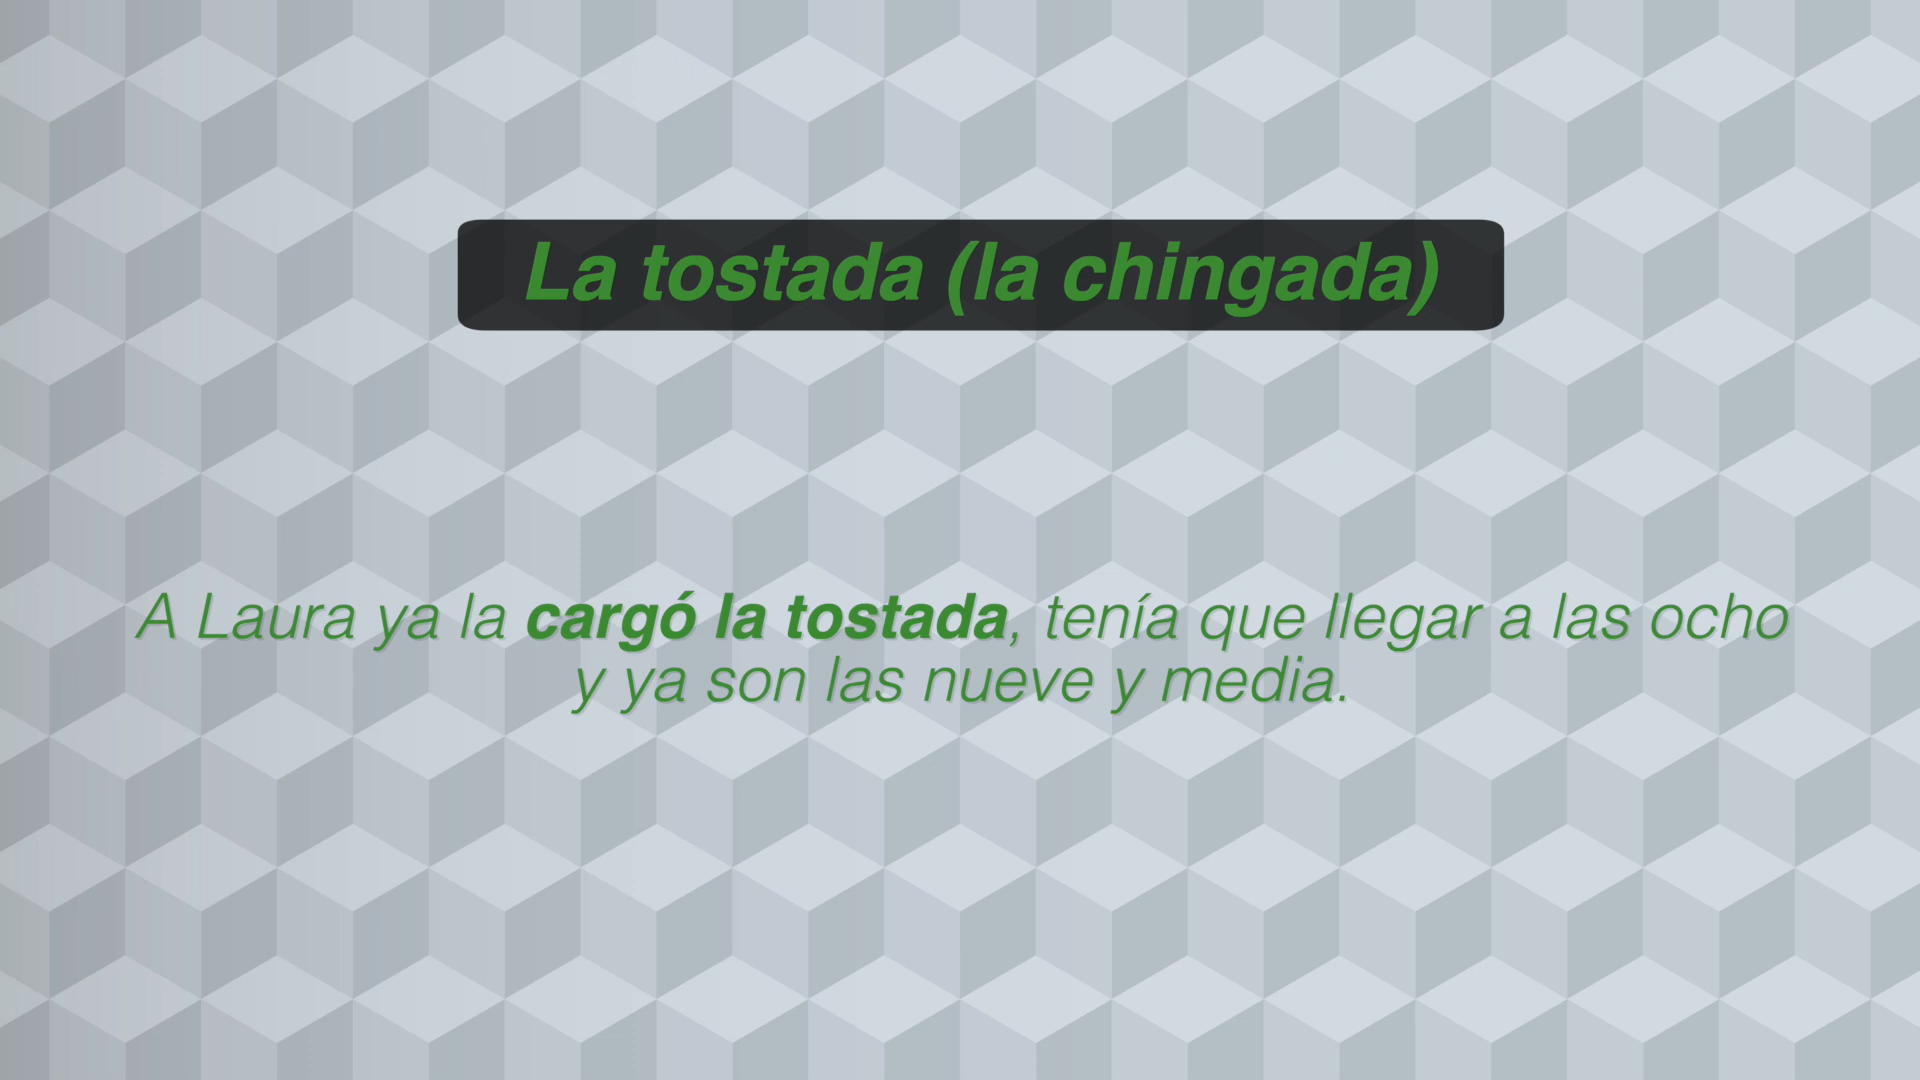 La tostada (la chingada)
A Laura ya la cargó la tostada, tenía que llegar a las ocho
y ya son las nueve y media.